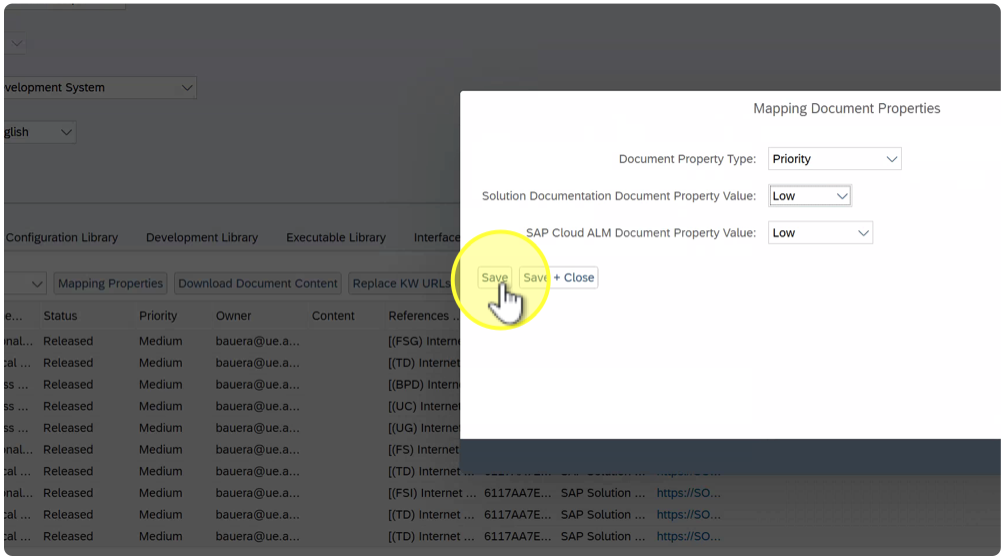 velopment System
glish
Mapping Document Properties
Document Property Type: Priority
Solution Documentation Document Property Value: Low
SAP Cloud ALM Document Property Value: Low
Save Save + Close
Configuration Library Development Library Executable Library Interface
Mapping Properties Download Document Content Replace KW URLs
e... Status Priority Owner Content References ...
onal... Released Medium bauera@ue.a... [(FSG) Interne
cal ... Released Medium bauera@ue.a... [(TD) Internet
ss ... Released Medium bauera@ue.a... [(BPD) Intern
ss ... Released Medium bauera@ue.a... [(UC) Internet
ss ... Released Medium bauera@ue.a... [(UG) Internet
onal... Released Medium bauera@ue.a... [(FS) Internet
cal ... Released Medium bauera@ue.a... [(TD) Internet ... 6117AA7E... SAP Solution ... https://SO...
onal... Released Medium bauera@ue.a... [(FSI) Internet ... 6117AA7E... SAP Solution ... https://SO...
cal ... Released Medium bauera@ue.a... [(TD) Internet ... 6117AA7E... SAP Solution ... https://SO...
cal ... Released Medium bauera@ue.a... [(TD) Internet ... 6117AA7E... SAP Solution ... https://SO...